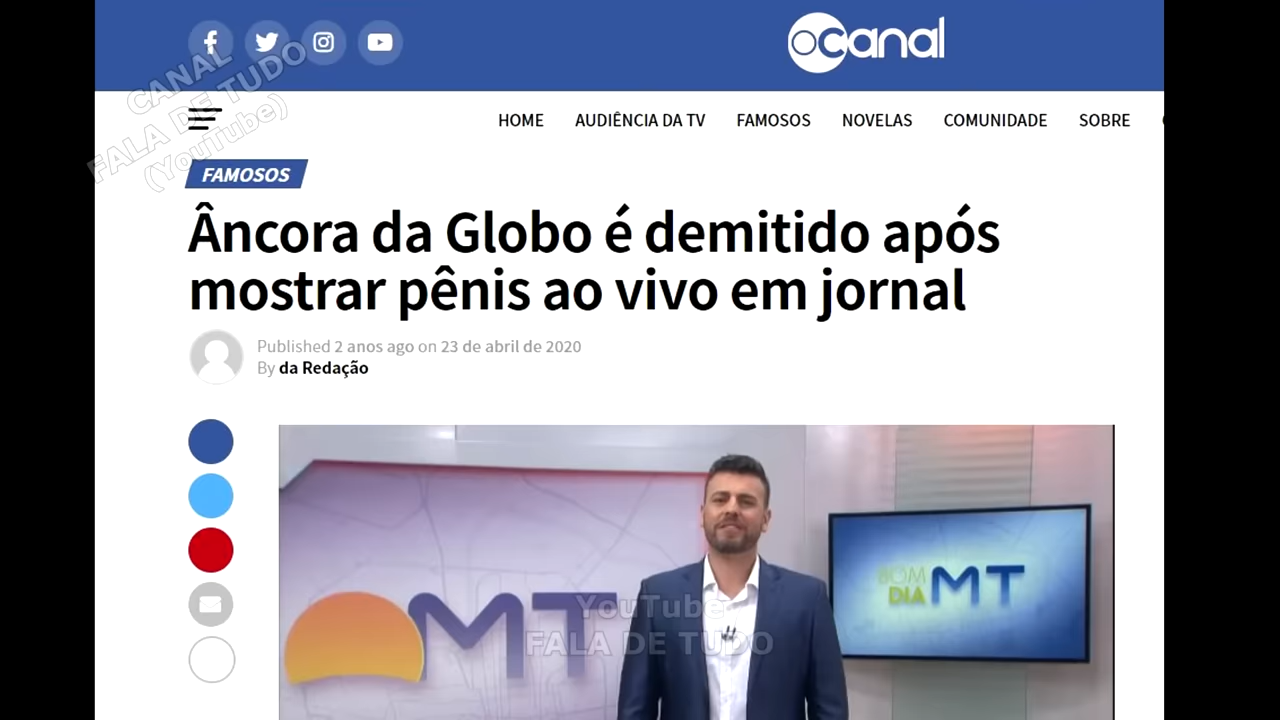 Canal
CANAL
FALA DE TUDO
(YouTube)
HOME AUDIÊNCIA DA TV FAMOSOS NOVELAS COMUNIDADE SOBRE
FAMOSOS
Âncora da Globo é demitido após
mostrar pênis ao vivo em jornal
Published 2 anos ago on 23 de abril de 2020
By da Redação
BOM
DIA MT
MT
YouTube
FALA DE TUDO